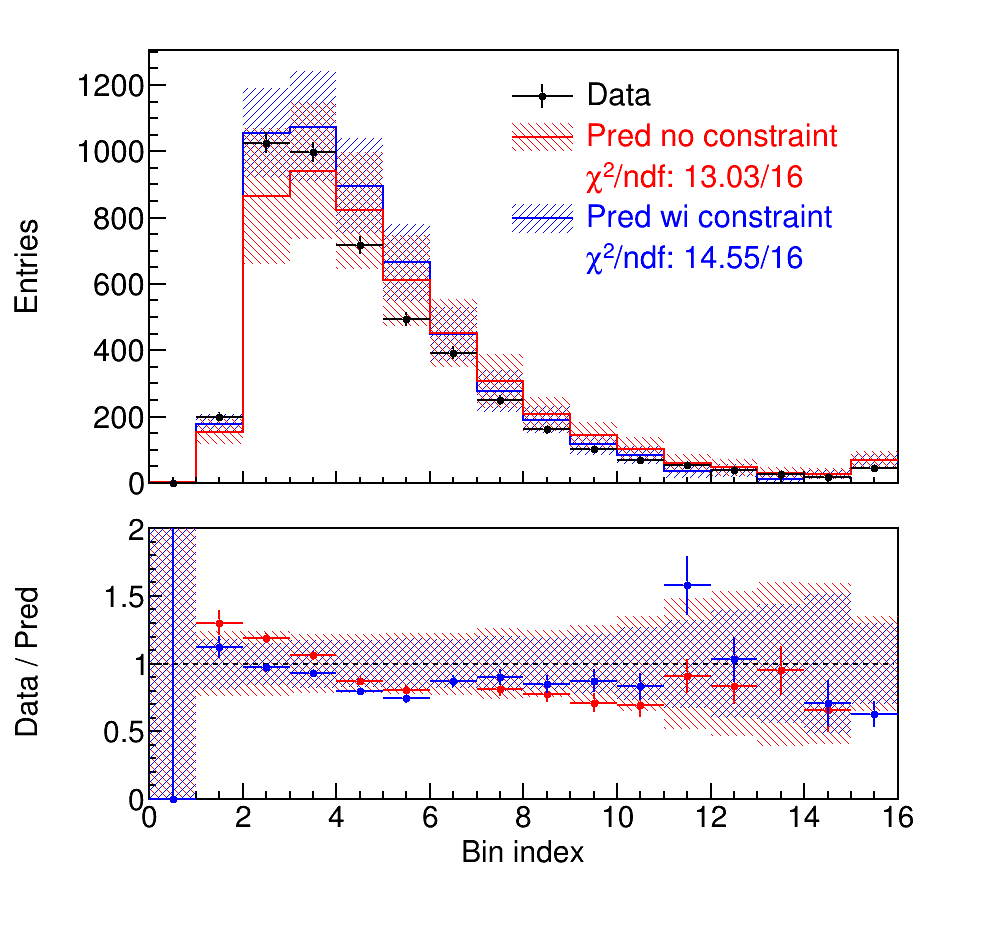 Entries
1200
1000
800
600
400
200
0
Data
Pred no constraint
χ²/ndf: 13.03/16
Pred wi constraint
χ²/ndf: 14.55/16
Data / Pred
2
1.5
1
0.5
0
0 2 4 6 8 10 12 14 16
Bin index